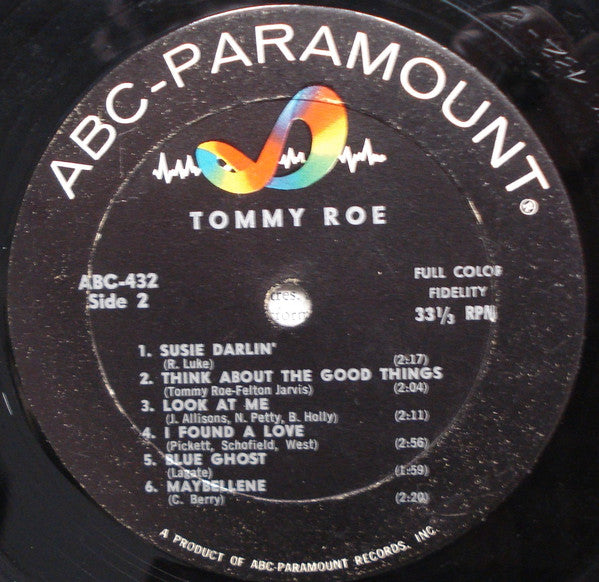 ABC-PARAMOUNT®
TOMMY ROE
ABC-432
Side 2
FULL COLOR
FIDELITY
33⅓ RPM
1. SUSIE DARLIN'
(R. Luke) (2:17)
2. THINK ABOUT THE GOOD THINGS
(Tommy Roe-Felton Jarvis) (2:04)
3. LOOK AT ME
(J. Allisons, N. Petty, B. Holly) (2:11)
4. I FOUND A LOVE
(Pickett, Schofield, West) (2:56)
5. BLUE GHOST
(Lagate) (1:59)
6. MAYBELLENE
(C. Berry) (2:20)
A PRODUCT OF ABC-PARAMOUNT RECORDS, INC.